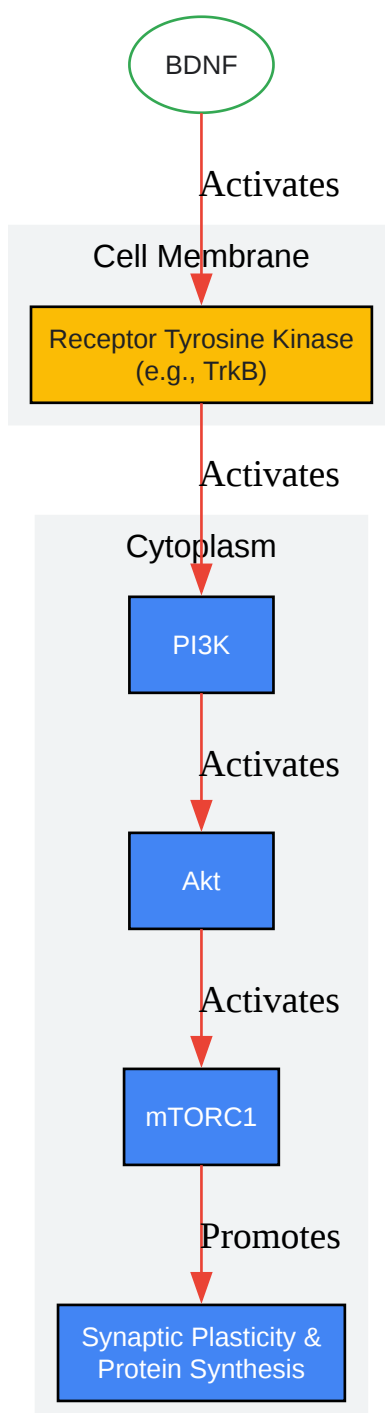 BDNF
Activates
Cell Membrane
Receptor Tyrosine Kinase
(e.g., TrkB)
Activates
Cytoplasm
PI3K
Activates
Akt
Activates
mTORC1
Promotes
Synaptic Plasticity &
Protein Synthesis